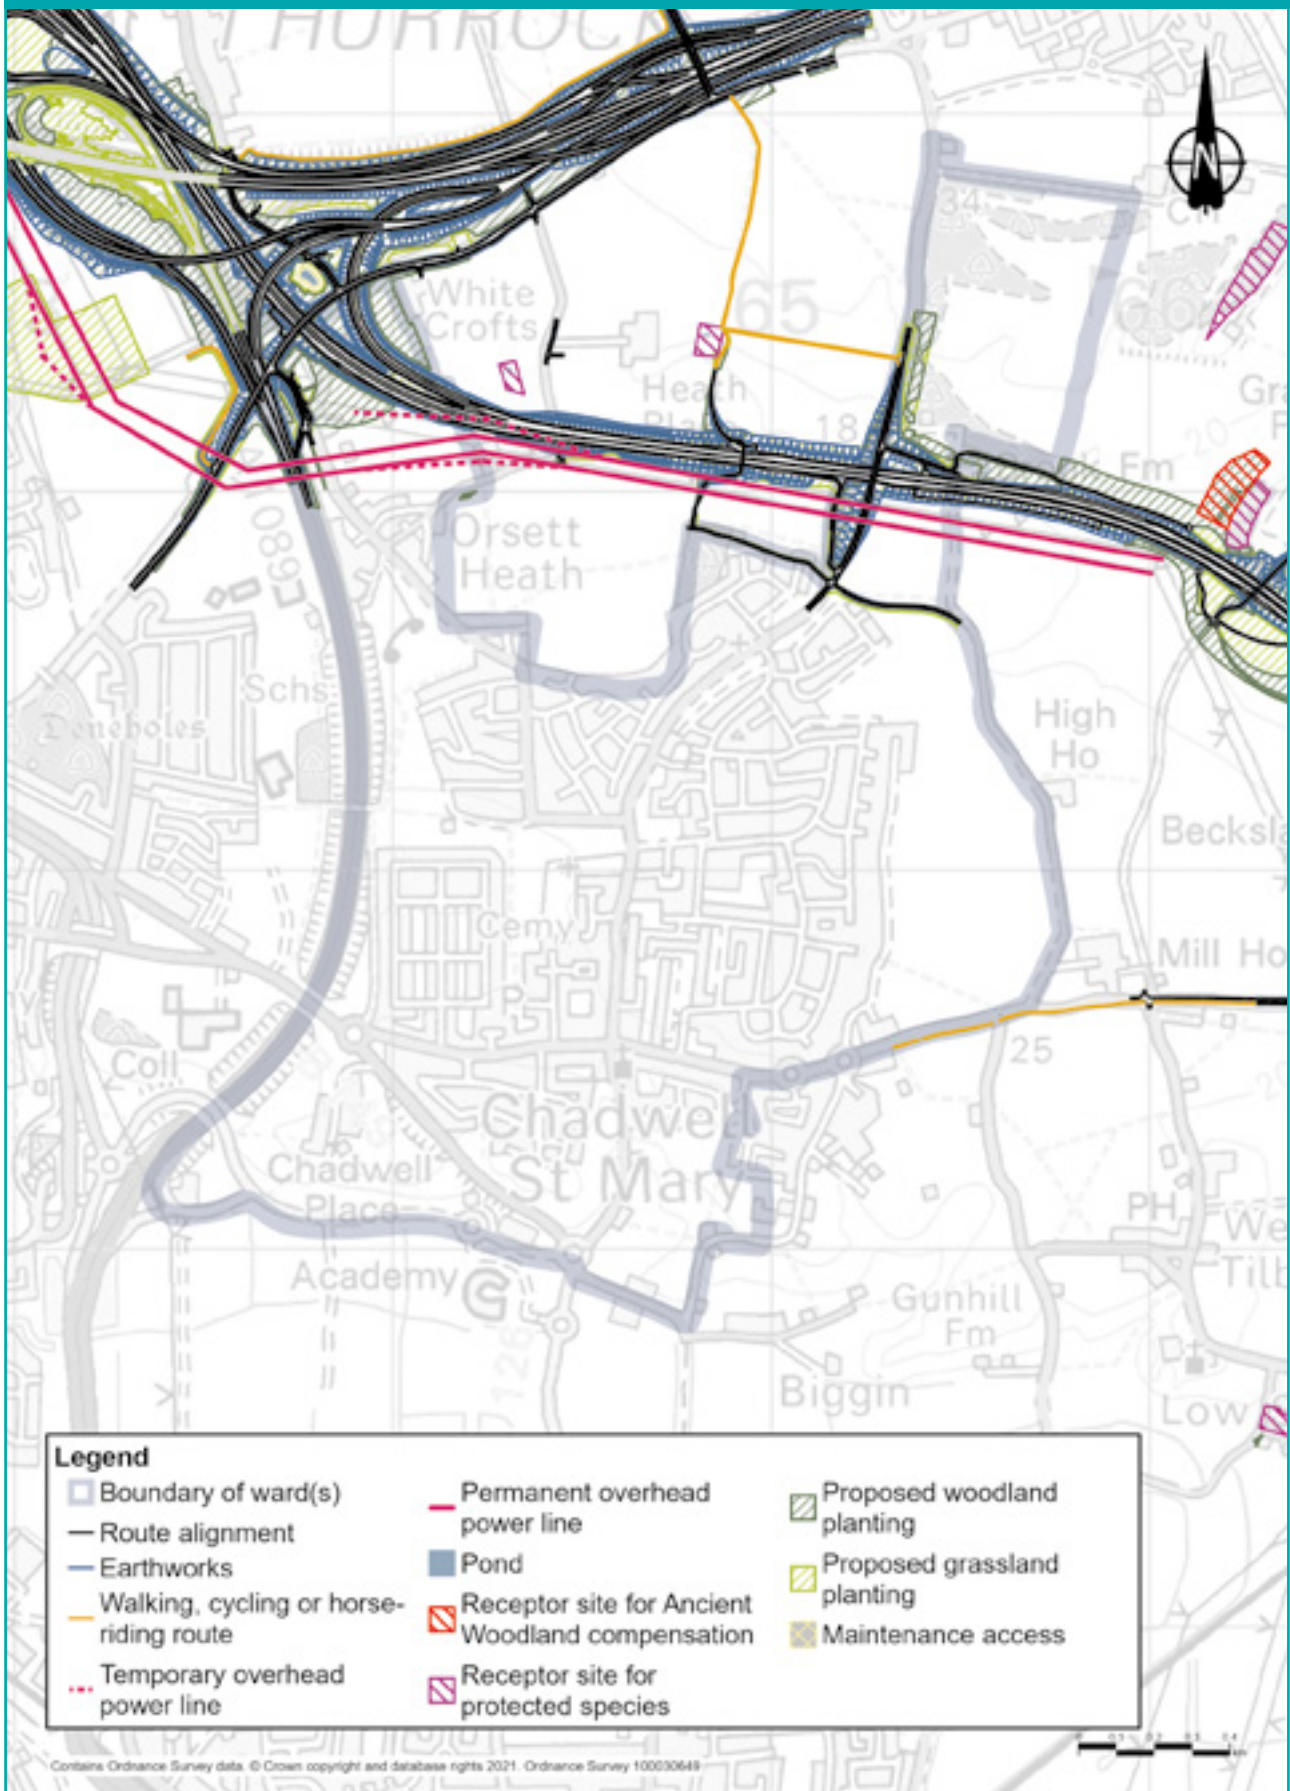 THURROCK
N
34
White
Crofts
65
66
Heath
18
Fm
20
Orsett
Heath
1089
Schs
Deneholes
High
Ho
Cemy
Mill Ho
Coll
25
Chadwell
St Mary
Chadwell
Place
PH
Academy
Gunhill
Fm
Biggin
Low
Legend
Boundary of ward(s)
Route alignment
Earthworks
Walking, cycling or horse-
riding route
Temporary overhead
power line
Permanent overhead
power line
Pond
Receptor site for Ancient
Woodland compensation
Receptor site for
protected species
Proposed woodland
planting
Proposed grassland
planting
Maintenance access
Contains Ordnance Survey data. © Crown copyright and database rights 2021. Ordnance Survey 100030649